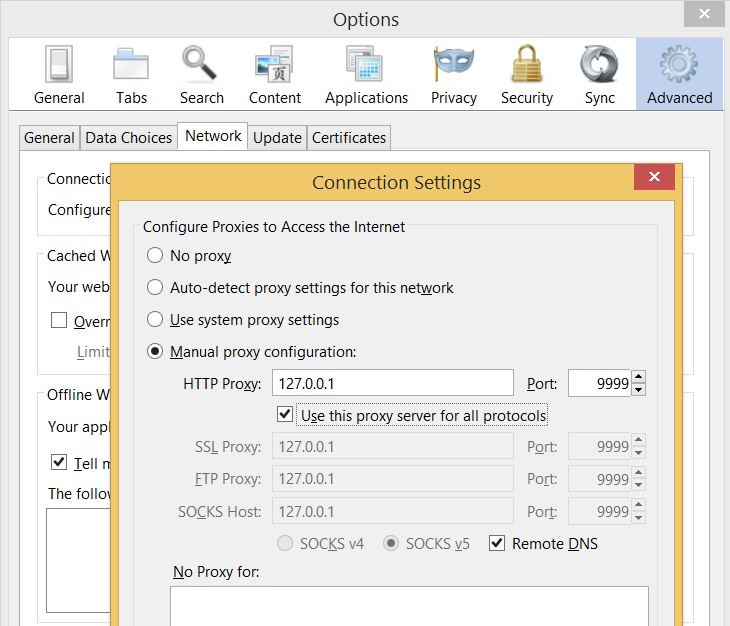 Options
General Tabs Search Content Applications Privacy Security Sync Advanced
General Data Choices Network Update Certificates
Connection Settings
Configure
Cached
Your web
Limit
Offline
Your
Tell
The
Configure Proxies to Access the Internet
No proxy
Auto-detect proxy settings for this network
Use system proxy settings
Manual proxy configuration:
HTTP Proxy: 127.0.0.1 Port: 9999
Use this proxy server for all protocols
SSL Proxy: 127.0.0.1 Port: 9999
FTP Proxy: 127.0.0.1 Port: 9999
SOCKS Host: 127.0.0.1 Port: 9999
SOCKS v4 SOCKS v5 Remote DNS
No Proxy for: